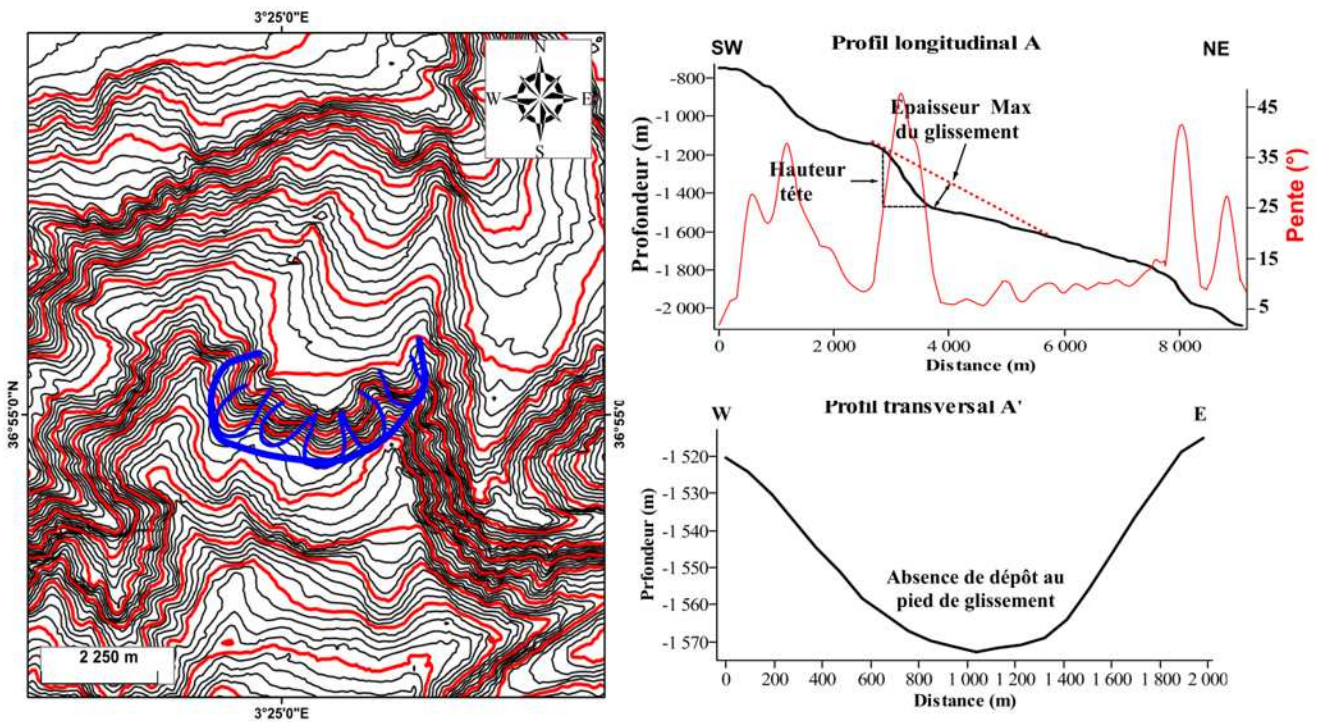 3°25'0"E
N
W
E
S
36°55'0"N
36°55'0
2 250 m
3°25'0"E
SW
Profil longitudinal A
NE
Profondeur (m)
-800
-1 000
-1 200
-1 400
-1 600
-1 800
-2 000
Epaisseur Max
du glissement
Hauteur
téte
45
35
25
15
5
Pente (°)
0
2 000
4 000
6 000
8 000
Distance (m)
W
Profil transversal A'
E
Prfondeur (m)
-1 520
-1 530
-1 540
-1 550
-1 560
-1 570
Absence de dépôt au
pied de glissement
0
200
400
600
800
1 000
1 200
1 400
1 600
1 800
2 000
Distance (m)